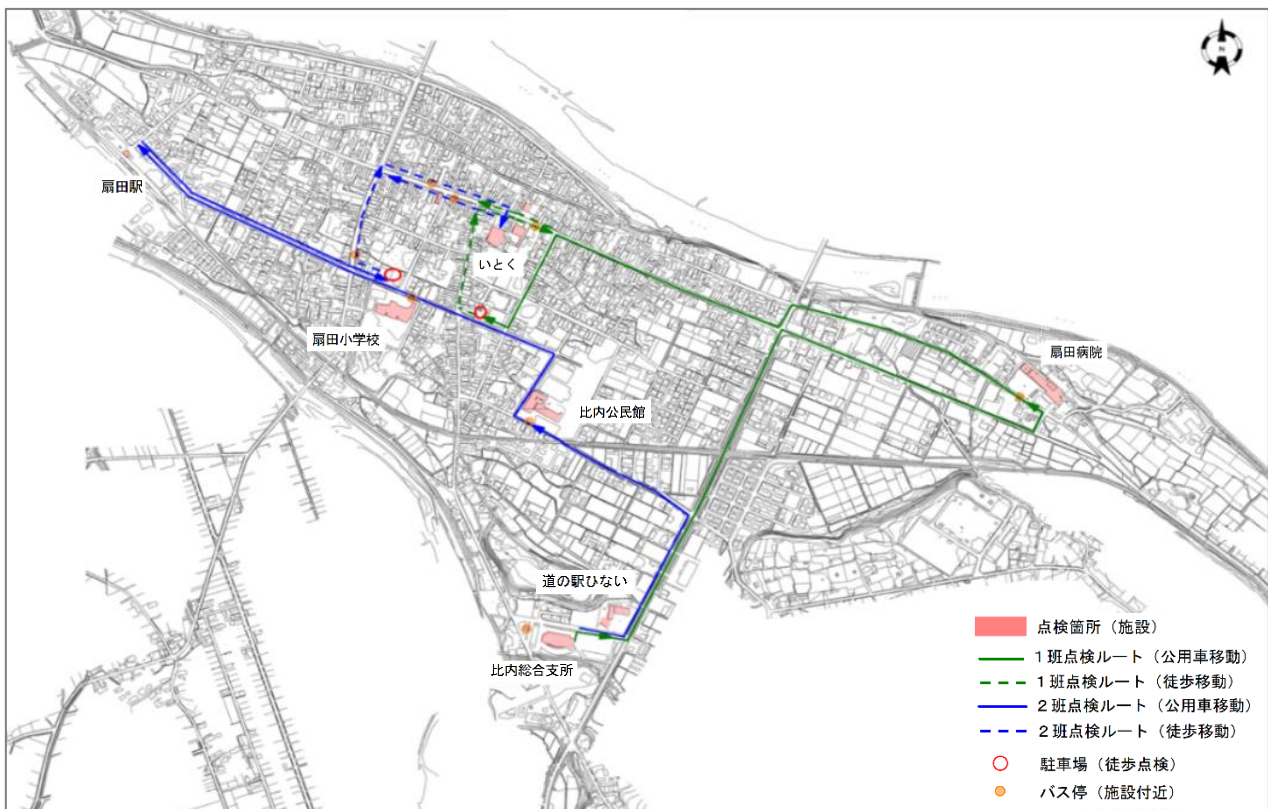 N
扇田駅
いとく
扇田小学校
扇田病院
比内公民館
道の駅ひない
比内総合支所
点検箇所（施設）
1班点検ルート（公用車移動）
1班点検ルート（徒歩移動）
2班点検ルート（公用車移動）
2班点検ルート（徒歩移動）
駐車場（徒歩点検）
バス停（施設付近）